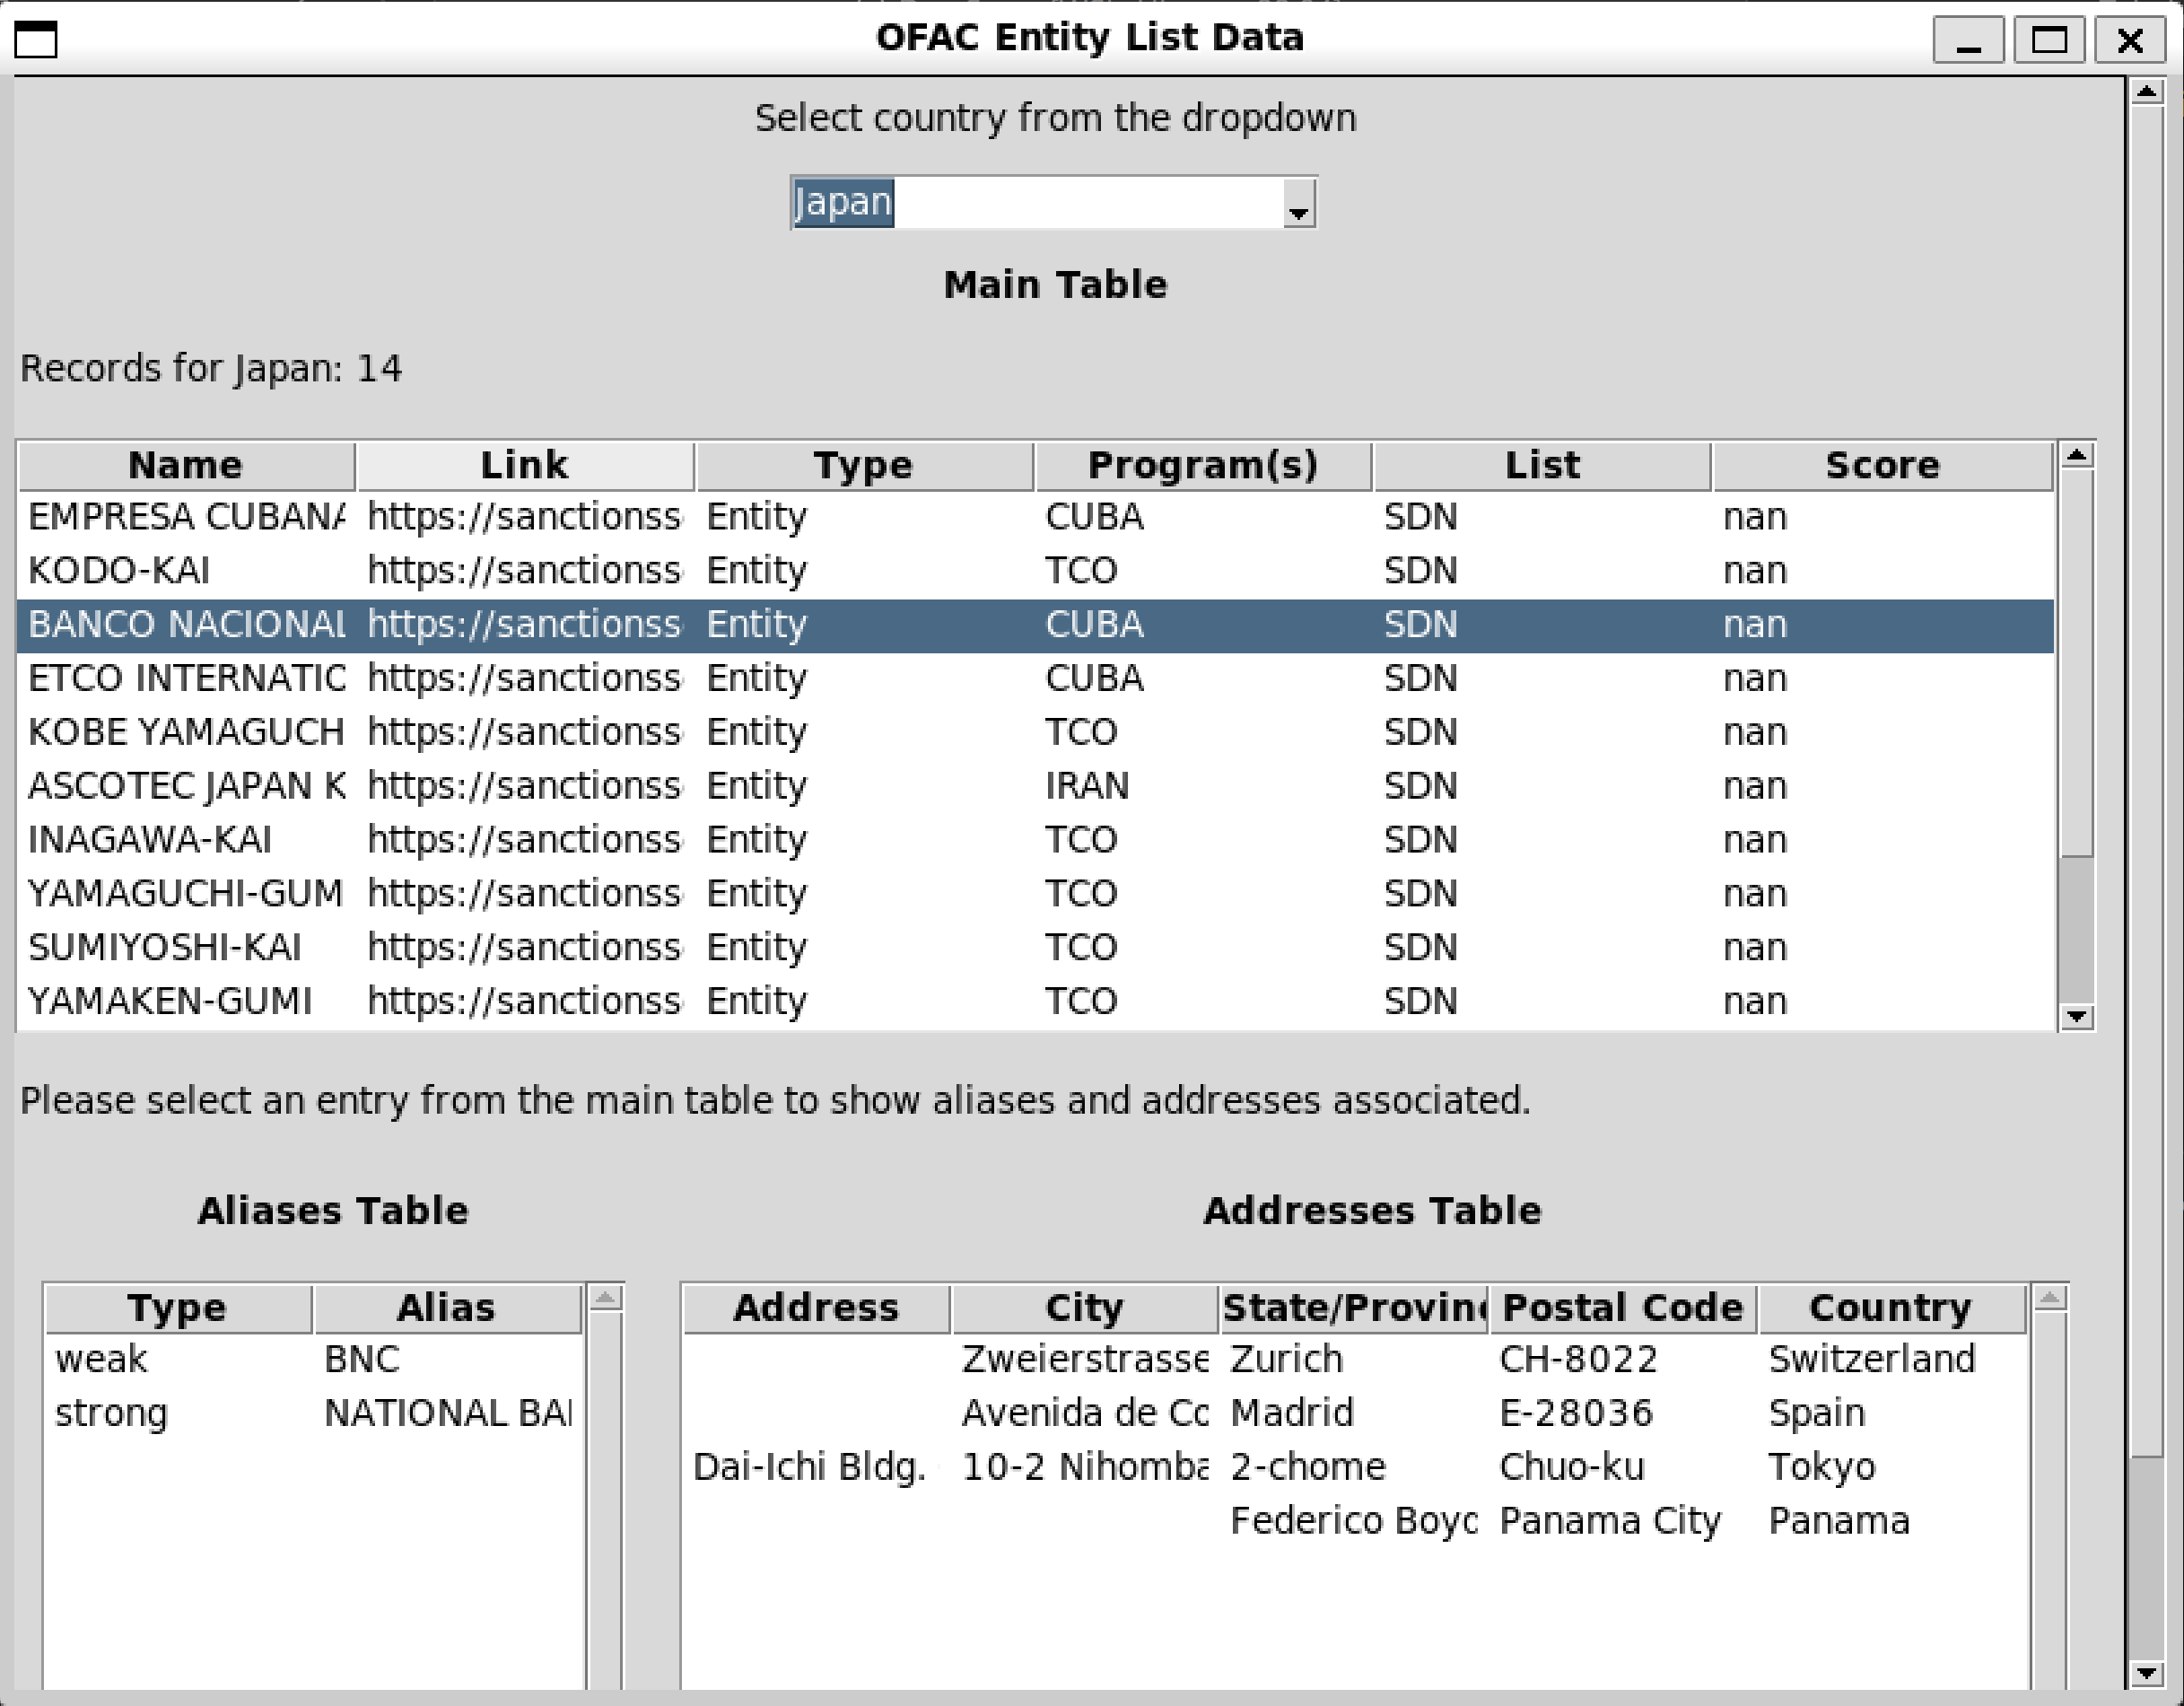 OFAC Entity List Data
Select country from the dropdown
Japan
Main Table
Records for Japan: 14
Name Link Type Program(s) List Score
EMPRESA CUBANA https://sanctionss Entity CUBA SDN nan
KODO-KAI https://sanctionss Entity TCO SDN nan
BANCO NACIONAL https://sanctionss Entity CUBA SDN nan
ETCO INTERNATIO https://sanctionss Entity CUBA SDN nan
KOBE YAMAGUCH https://sanctionss Entity TCO SDN nan
ASCOTEC JAPAN K https://sanctionss Entity IRAN SDN nan
INAGAWA-KAI https://sanctionss Entity TCO SDN nan
YAMAGUCHI-GUM https://sanctionss Entity TCO SDN nan
SUMIYOSHI-KAI https://sanctionss Entity TCO SDN nan
YAMAKEN-GUMI https://sanctionss Entity TCO SDN nan
Please select an entry from the main table to show aliases and addresses associated.
Aliases Table
Type Alias
weak BNC
strong NATIONAL BA
Addresses Table
Address City State/Provinc Postal Code Country
Zweierstrasse Zurich CH-8022 Switzerland
Avenida de Co Madrid E-28036 Spain
Dai-Ichi Bldg. 10-2 Nihomba 2-chome Chuo-ku Tokyo
Federico Boyd Panama City Panama